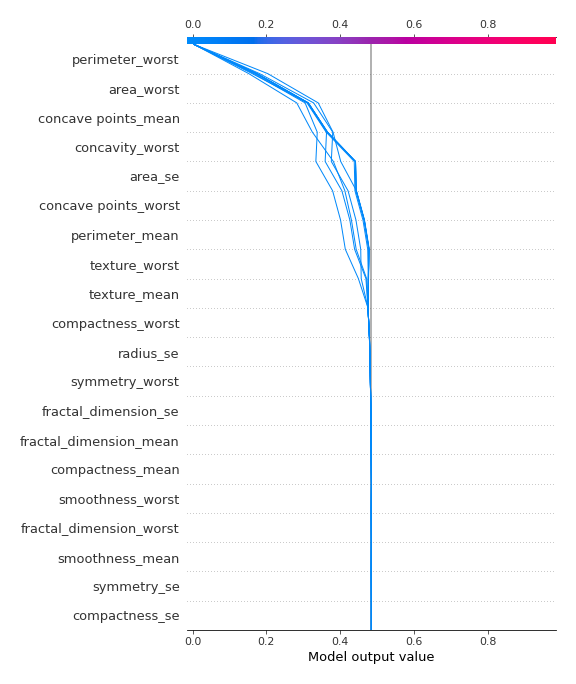 0.0 0.2 0.4 0.6 0.8
perimeter_worst
area_worst
concave points_mean
concavity_worst
area_se
concave points_worst
perimeter_mean
texture_worst
texture_mean
compactness_worst
radius_se
symmetry_worst
fractal_dimension_se
fractal_dimension_mean
compactness_mean
smoothness_worst
fractal_dimension_worst
smoothness_mean
symmetry_se
compactness_se
0.0 0.2 0.4 0.6 0.8
Model output value